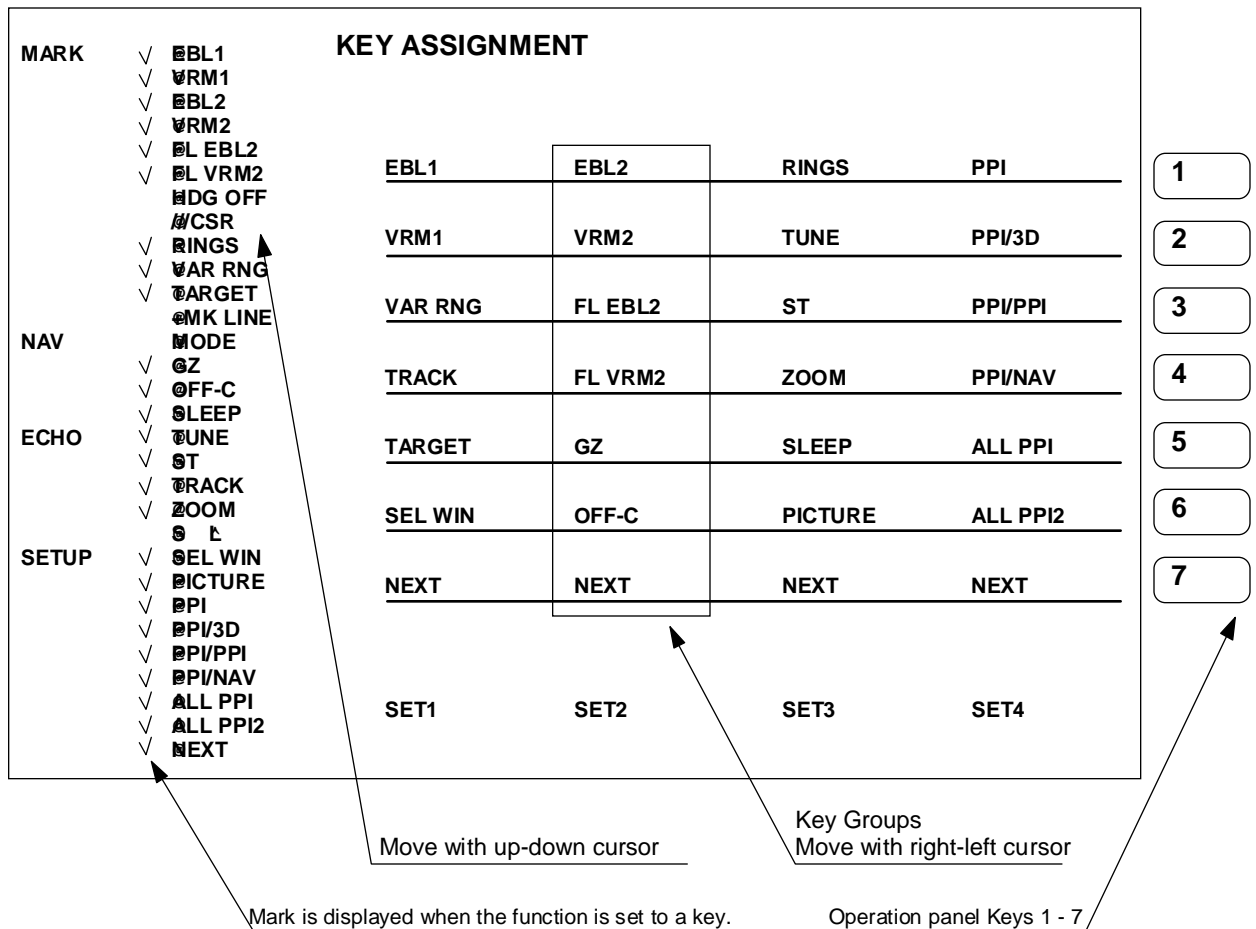 KEY ASSIGNMENT
MARK √ EBL1
√ VRM1
√ EBL2
√ VRM2
√ FL EBL2
√ FL VRM2
HDG OFF
//CSR
√ RINGS
√ VAR RNG
√ TARGET
+MK LINE
NAV MODE
√ GZ
√ OFF-C
√ SLEEP
ECHO √ TUNE
√ ST
√ TRACK
√ ZOOM
SETUP √ SEL WIN
√ PICTURE
√ PPI
√ PPI/3D
√ PPI/PPI
√ PPI/NAV
√ ALL PPI
√ ALL PPI2
√ NEXT
EBL1 EBL2 RINGS PPI 1
VRM1 VRM2 TUNE PPI/3D 2
VAR RNG FL EBL2 ST PPI/PPI 3
TRACK FL VRM2 ZOOM PPI/NAV 4
TARGET GZ SLEEP ALL PPI 5
SEL WIN OFF-C PICTURE ALL PPI2 6
NEXT NEXT NEXT NEXT 7
SET1 SET2 SET3 SET4
Move with up-down cursor
Key Groups
Move with right-left cursor
Mark is displayed when the function is set to a key.
Operation panel Keys 1 - 7